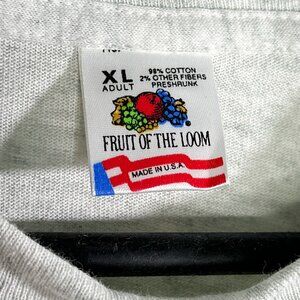 XL
ADULT
98% COTTON
2% OTHER FIBERS
PRESHRUNK
FRUIT OF THE LOOM
MADE IN U.S.A.